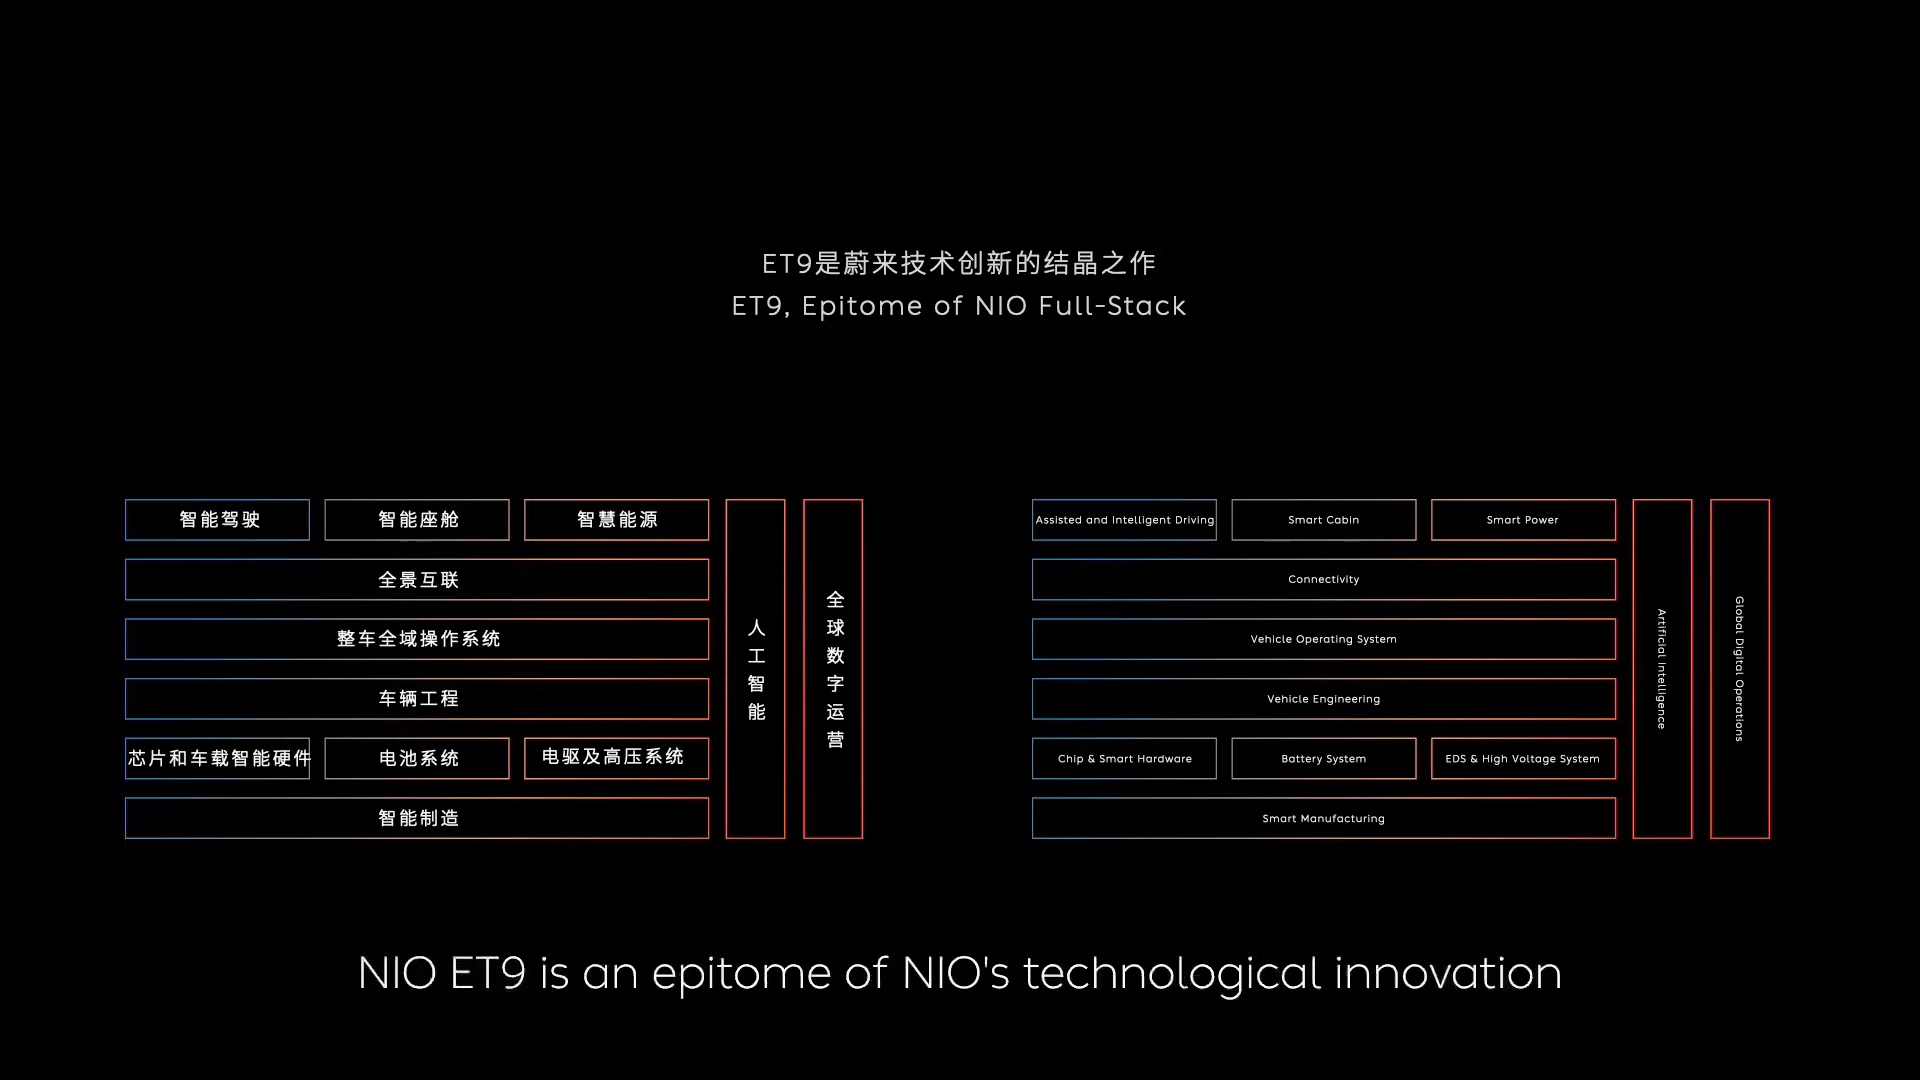 ET9是蔚来技术创新的结晶之作
ET9, Epitome of NIO Full-Stack
智能驾驶
智能座舱
智慧能源
全景互联
整车全域操作系统
车辆工程
芯片和车载智能硬件
电池系统
电驱及高压系统
智能制造
人工智能
全球数字运营
Assisted and Intelligent Driving
Smart Cabin
Smart Power
Connectivity
Vehicle Operating System
Vehicle Engineering
Chip & Smart Hardware
Battery System
EDS & High Voltage System
Smart Manufacturing
Artificial Intelligence
Global Digital Operations
NIO ET9 is an epitome of NIO's technological innovation